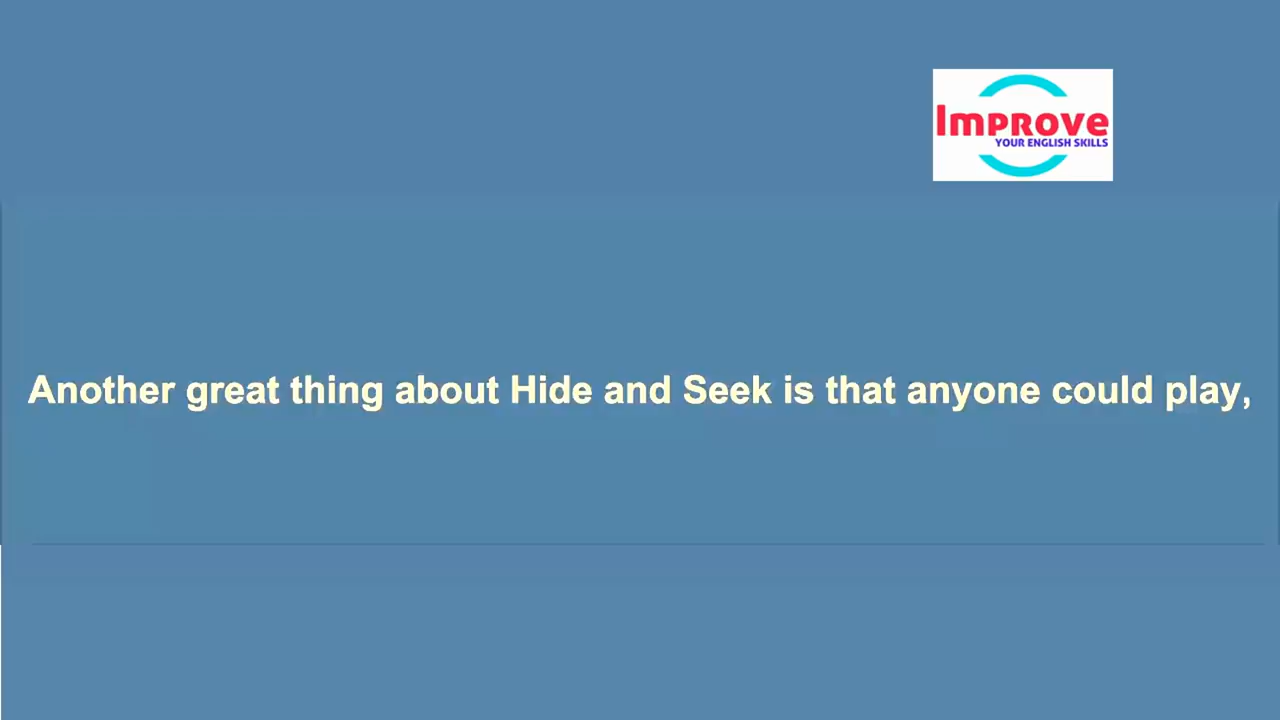 Improve
YOUR ENGLISH SKILLS
Another great thing about Hide and Seek is that anyone could play,